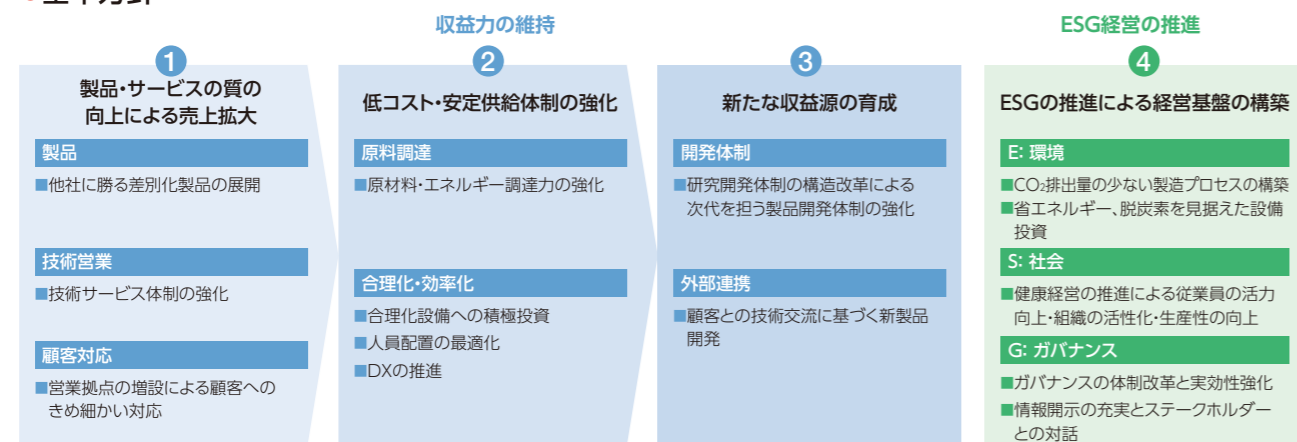 基本方針
収益力の維持
ESG経営の推進
1
製品・サービスの質の
向上による売上拡大
製品
■他社に勝る差別化製品の展開
技術営業
■技術サービス体制の強化
顧客対応
■営業拠点の増設による顧客への
きめ細かい対応
2
低コスト・安定供給体制の強化
原料調達
■原材料・エネルギー調達力の強化
合理化・効率化
■合理化設備への積極投資
■人員配置の最適化
■DXの推進
3
新たな収益源の育成
開発体制
■研究開発体制の構造改革による
次代を担う製品開発体制の強化
外部連携
■顧客との技術交流に基づく新製品
開発
4
ESGの推進による経営基盤の構築
E: 環境
■CO₂排出量の少ない製造プロセスの構築
■省エネルギー、脱炭素を見据えた設備
投資
S: 社会
■健康経営の推進による従業員の活力
向上・組織の活性化・生産性の向上
G: ガバナンス
■ガバナンスの体制改革と実効性強化
■情報開示の充実とステークホルダー
との対話